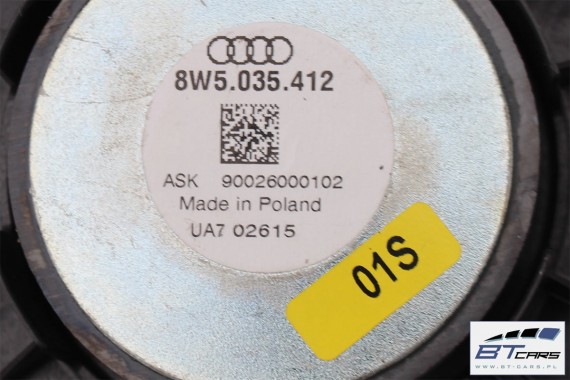 8W5.035.412
ASK 90026000102
Made in Poland
UA7 02615
01S
BTCARS
WWW.BT-CARS.PL